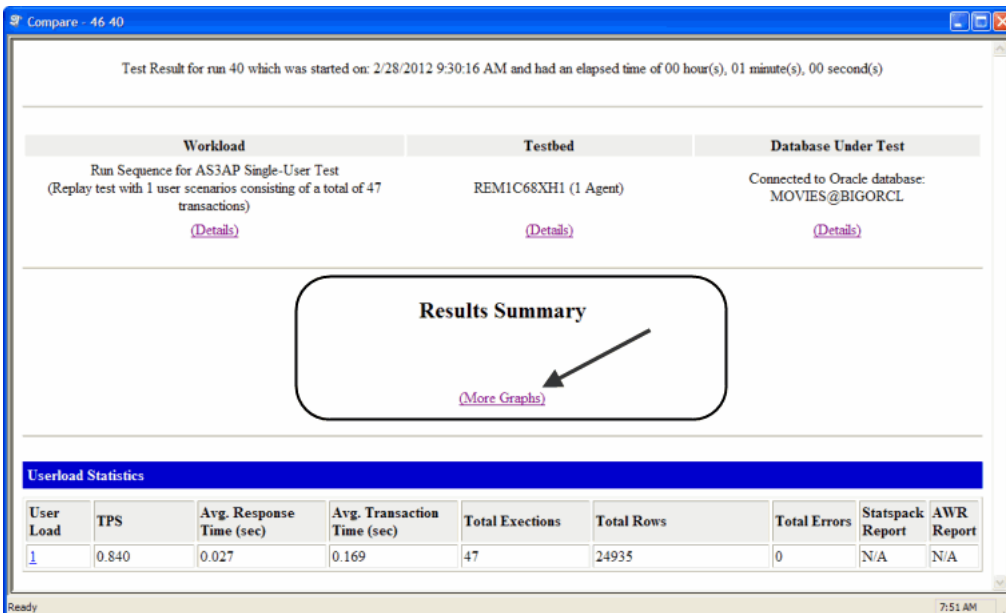 Compare - 46 40
Test Result for run 40 which was started on: 2/28/2012 9:30:16 AM and had an elapsed time of 00 hour(s), 01 minute(s), 00 second(s)
Workload Testbed Database Under Test
Run Sequence for AS3AP Single-User Test
(Replay test with 1 user scenarios consisting of a total of 47
transactions)
(Details)
REM1C68XH1 (1 Agent)
(Details)
Connected to Oracle database:
MOVIES@BIGORCL
(Details)
Results Summary
(More Graphs)
Userload Statistics
User Load TPS Avg. Response Time (sec) Avg. Transaction Time (sec) Total Exections Total Rows Total Errors Statspack Report AWR Report
1 0.840 0.027 0.169 47 24935 0 N/A N/A
Ready 7:51 AM